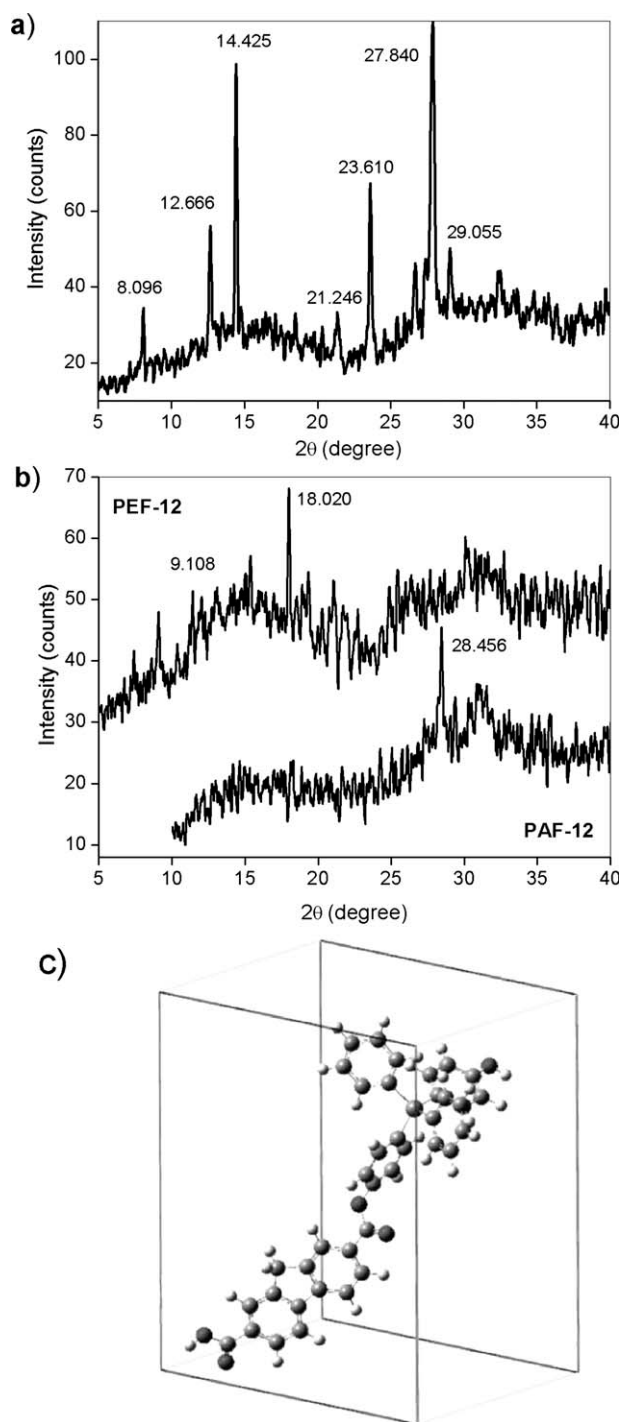 a)
14.425
27.840
23.610
12.666
29.055
8.096
21.246
Intensity (counts)
100
80
60
40
20
5 10 15 20 25 30 35 40
2θ (degree)
b)
PEF-12
18.020
9.108
28.456
PAF-12
Intensity (counts)
70
60
50
40
30
20
10
5 10 15 20 25 30 35 40
2θ (degree)
c)